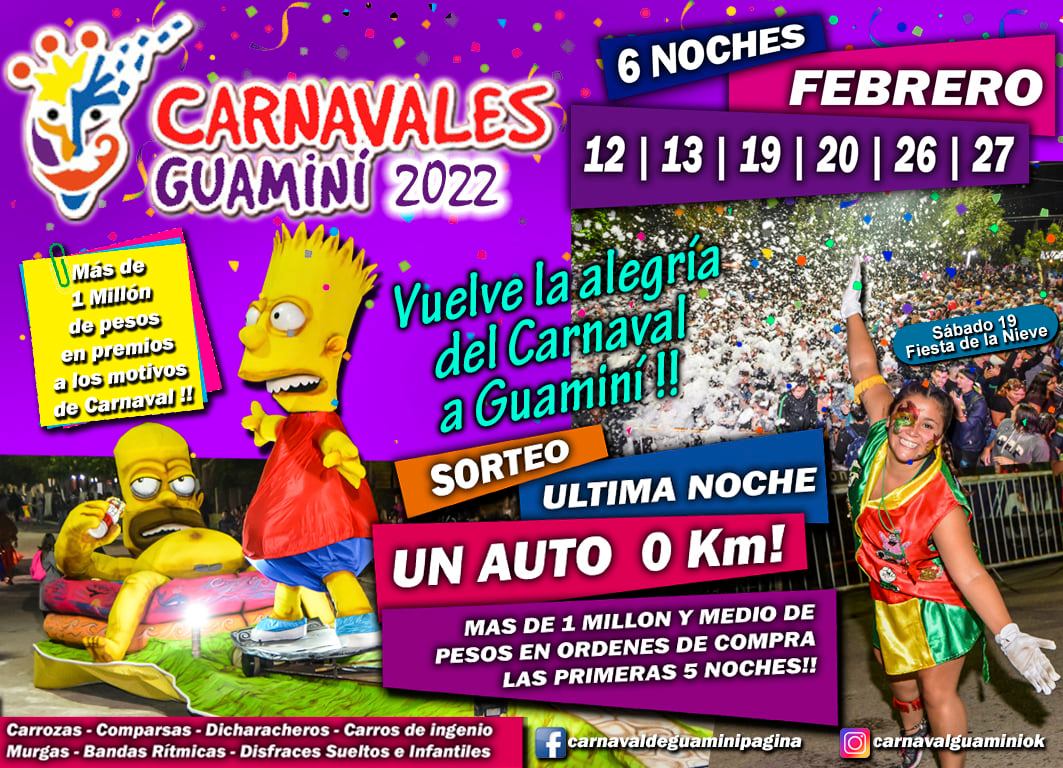 CARNAVALES
GUAMINÍ 2022
6 NOCHES
FEBRERO
12 | 13 | 19 | 20 | 26 | 27
Más de
1 Millón
de pesos
en premios
a los motivos
de Carnaval !!
Vuelve la alegría
del Carnaval
a Guaminí !!
Sábado 19
Fiesta de la Nieve
SORTEO
ULTIMA NOCHE
UN AUTO 0 Km!
MAS DE 1 MILLON Y MEDIO DE
PESOS EN ORDENES DE COMPRA
LAS PRIMERAS 5 NOCHES!!
Carrozas - Comparsas - Dicharacheros - Carros de ingenio
Murgas - Bandas Rítmicas - Disfraces Sueltos e Infantiles
carnavaldeguaminipagina
carnavalguaminiok